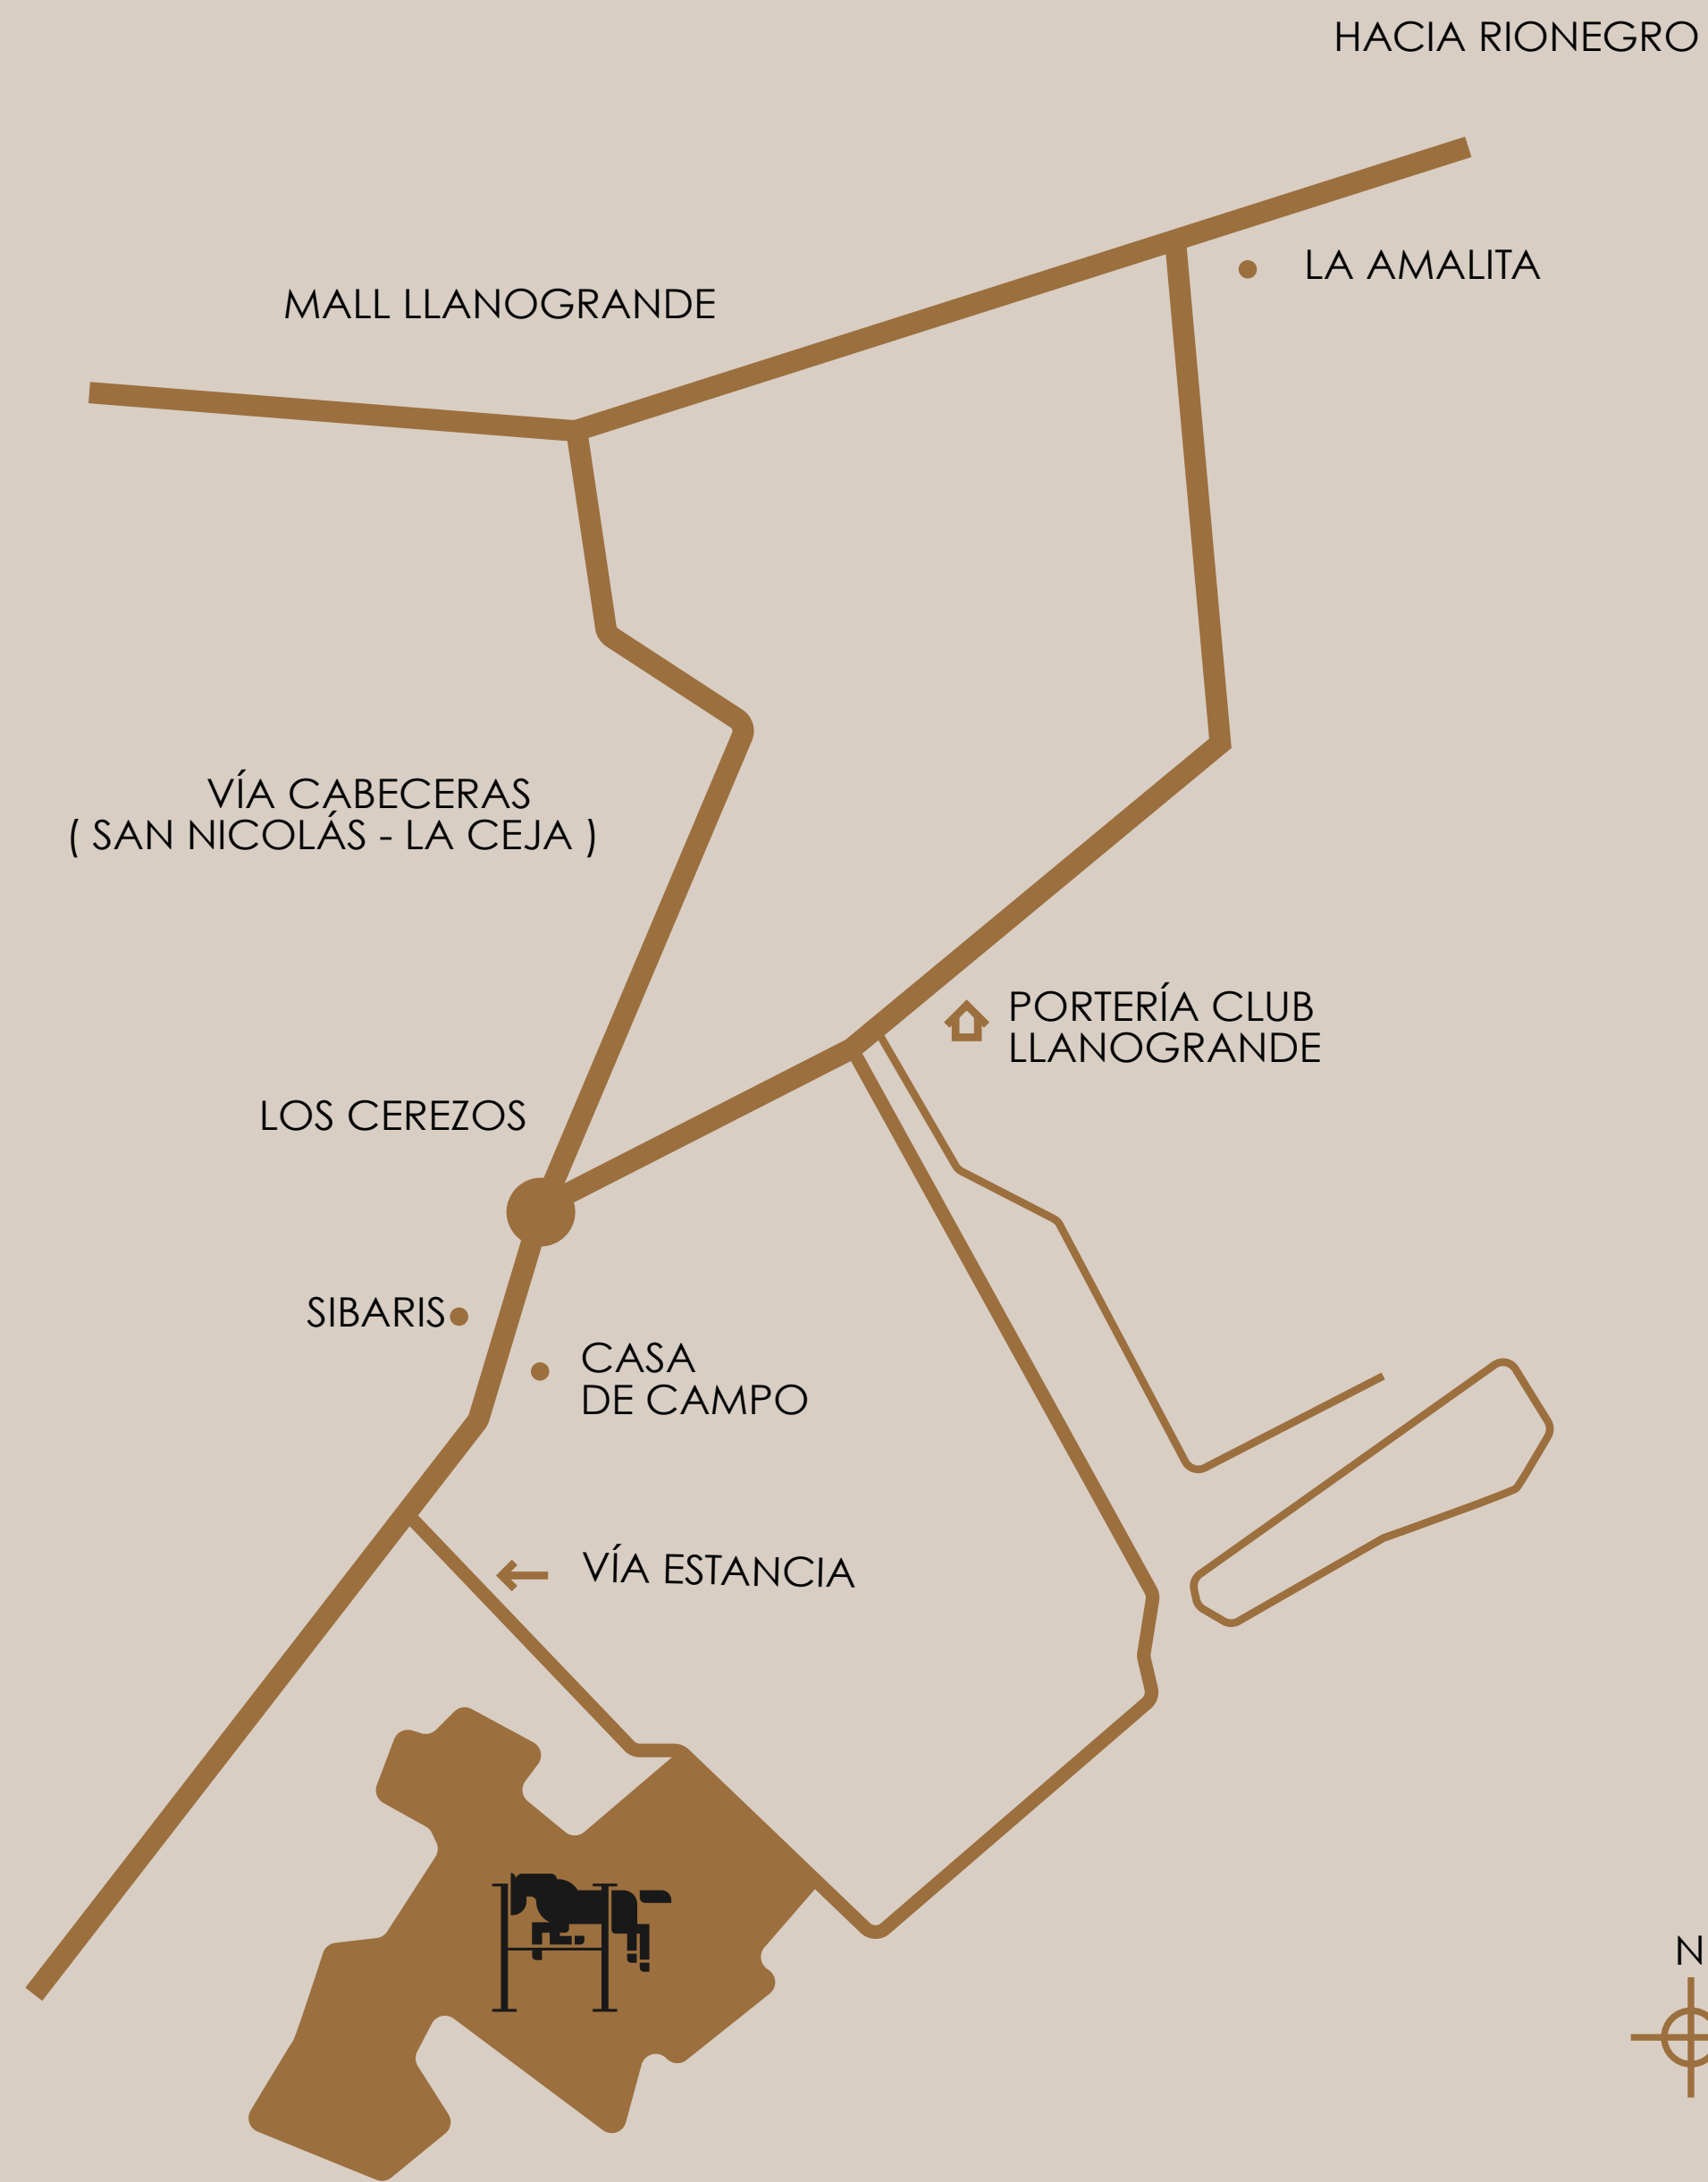 HACIA RIONEGRO
LA AMALITA
MALL LLANOGRANDE
VÍA CABECERAS
( SAN NICOLÁS - LA CEJA )
PORTERÍA CLUB
LLANOGRANDE
LOS CEREZOS
SIBARIS
CASA
DE CAMPO
VÍA ESTANCIA
N